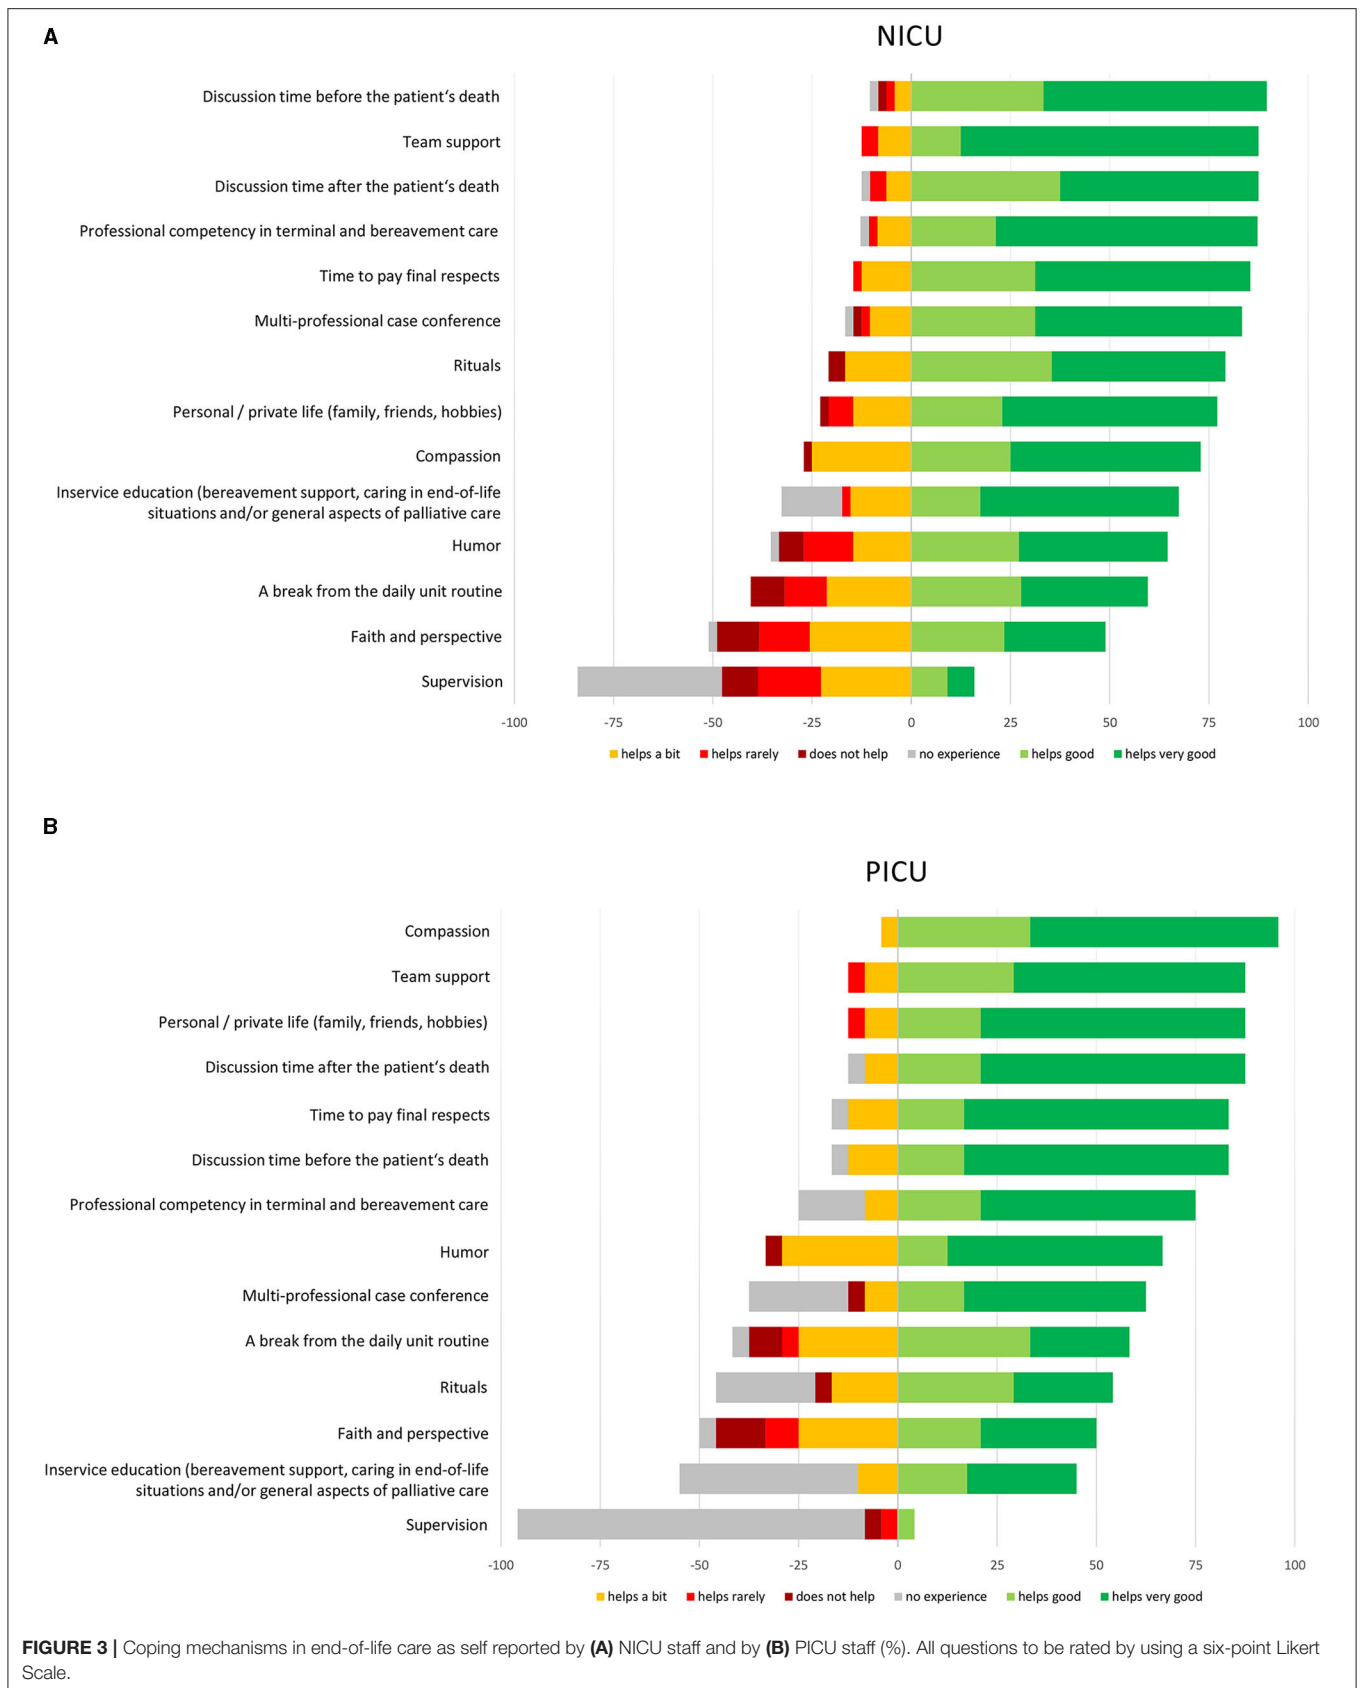 A
NICU
Discussion time before the patient‘s death
Team support
Discussion time after the patient‘s death
Professional competency in terminal and bereavement care
Time to pay final respects
Multi-professional case conference
Rituals
Personal / private life (family, friends, hobbies)
Compassion
Inservice education (bereavement support, caring in end-of-life
situations and/or general aspects of palliative care
Humor
A break from the daily unit routine
Faith and perspective
Supervision
-100 -75 -50 -25 0 25 50 75 100
helps a bit helps rarely does not help no experience helps good helps very good
B
PICU
Compassion
Team support
Personal / private life (family, friends, hobbies)
Discussion time after the patient‘s death
Time to pay final respects
Discussion time before the patient‘s death
Professional competency in terminal and bereavement care
Humor
Multi-professional case conference
A break from the daily unit routine
Rituals
Faith and perspective
Inservice education (bereavement support, caring in end-of-life
situations and/or general aspects of palliative care
Supervision
-100 -75 -50 -25 0 25 50 75 100
helps a bit helps rarely does not help no experience helps good helps very good
FIGURE 3 | Coping mechanisms in end-of-life care as self reported by (A) NICU staff and by (B) PICU staff (%). All questions to be rated by using a six-point Likert
Scale.